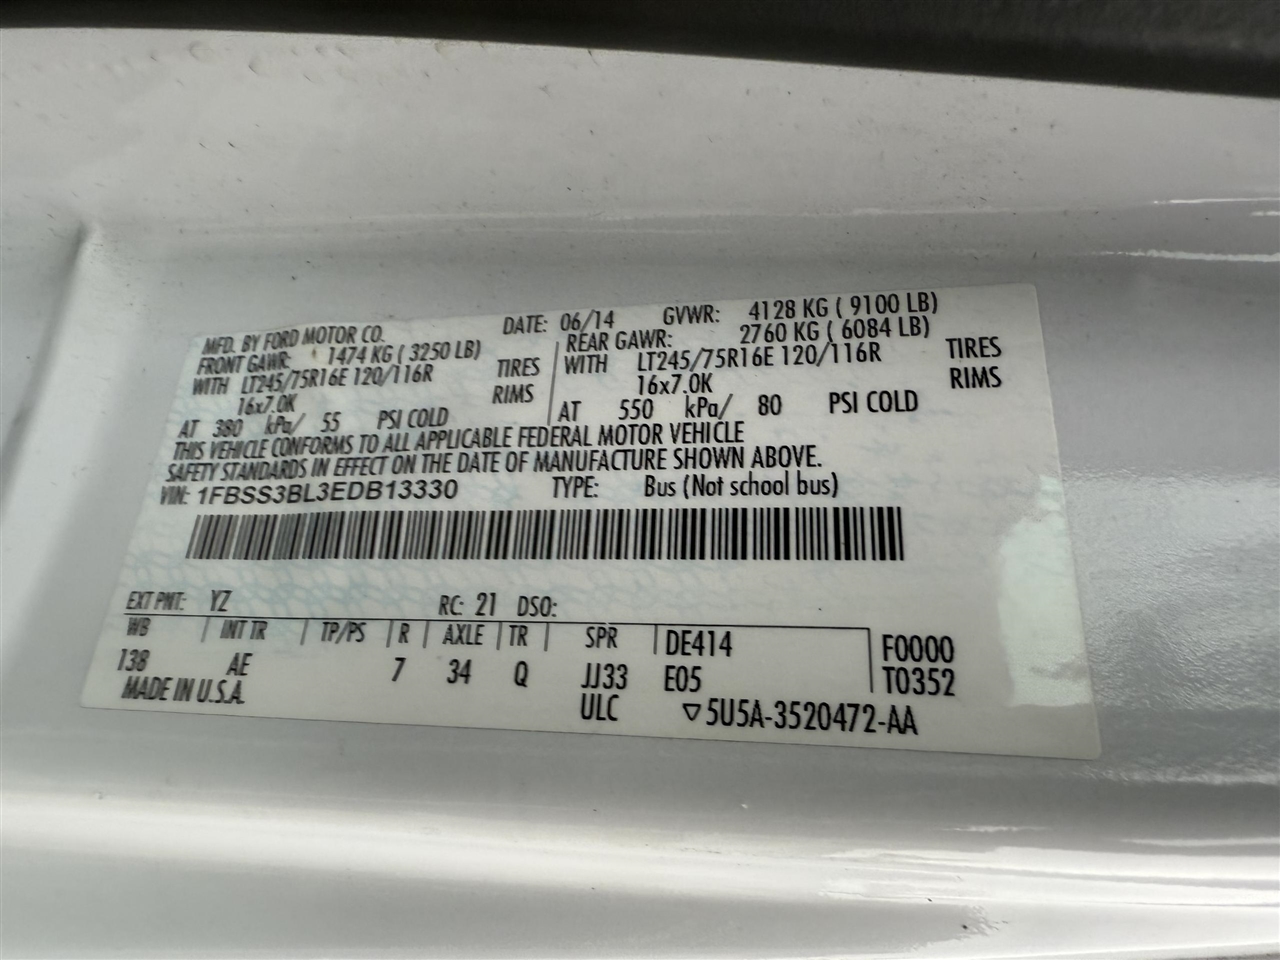 MFD. BY FORD MOTOR CO. DATE: 06/14 GVWR: 4128 KG ( 9100 LB)
FRONT GAWR: 1474 KG ( 3250 LB) REAR GAWR: 2760 KG ( 6084 LB)
WITH LT245/75R16E 120/116R TIRES WITH LT245/75R16E 120/116R TIRES
16x7.0K RIMS 16x7.0K RIMS
AT 380 kPa/ 55 PSI COLD AT 550 kPa/ 80 PSI COLD
THIS VEHICLE CONFORMS TO ALL APPLICABLE FEDERAL MOTOR VEHICLE
SAFETY STANDARDS IN EFFECT ON THE DATE OF MANUFACTURE SHOWN ABOVE.
VIN: 1FBSS3BL3EDB13330 TYPE: Bus (Not school bus)
EXT PNT: YZ RC: 21 DSO:
WB INT TR TP/PS R AXLE TR SPR DE414 F0000
138 AE 7 34 Q JJ33 E05 T0352
MADE IN U.S.A. ULC ▽5U5A-3520472-AA